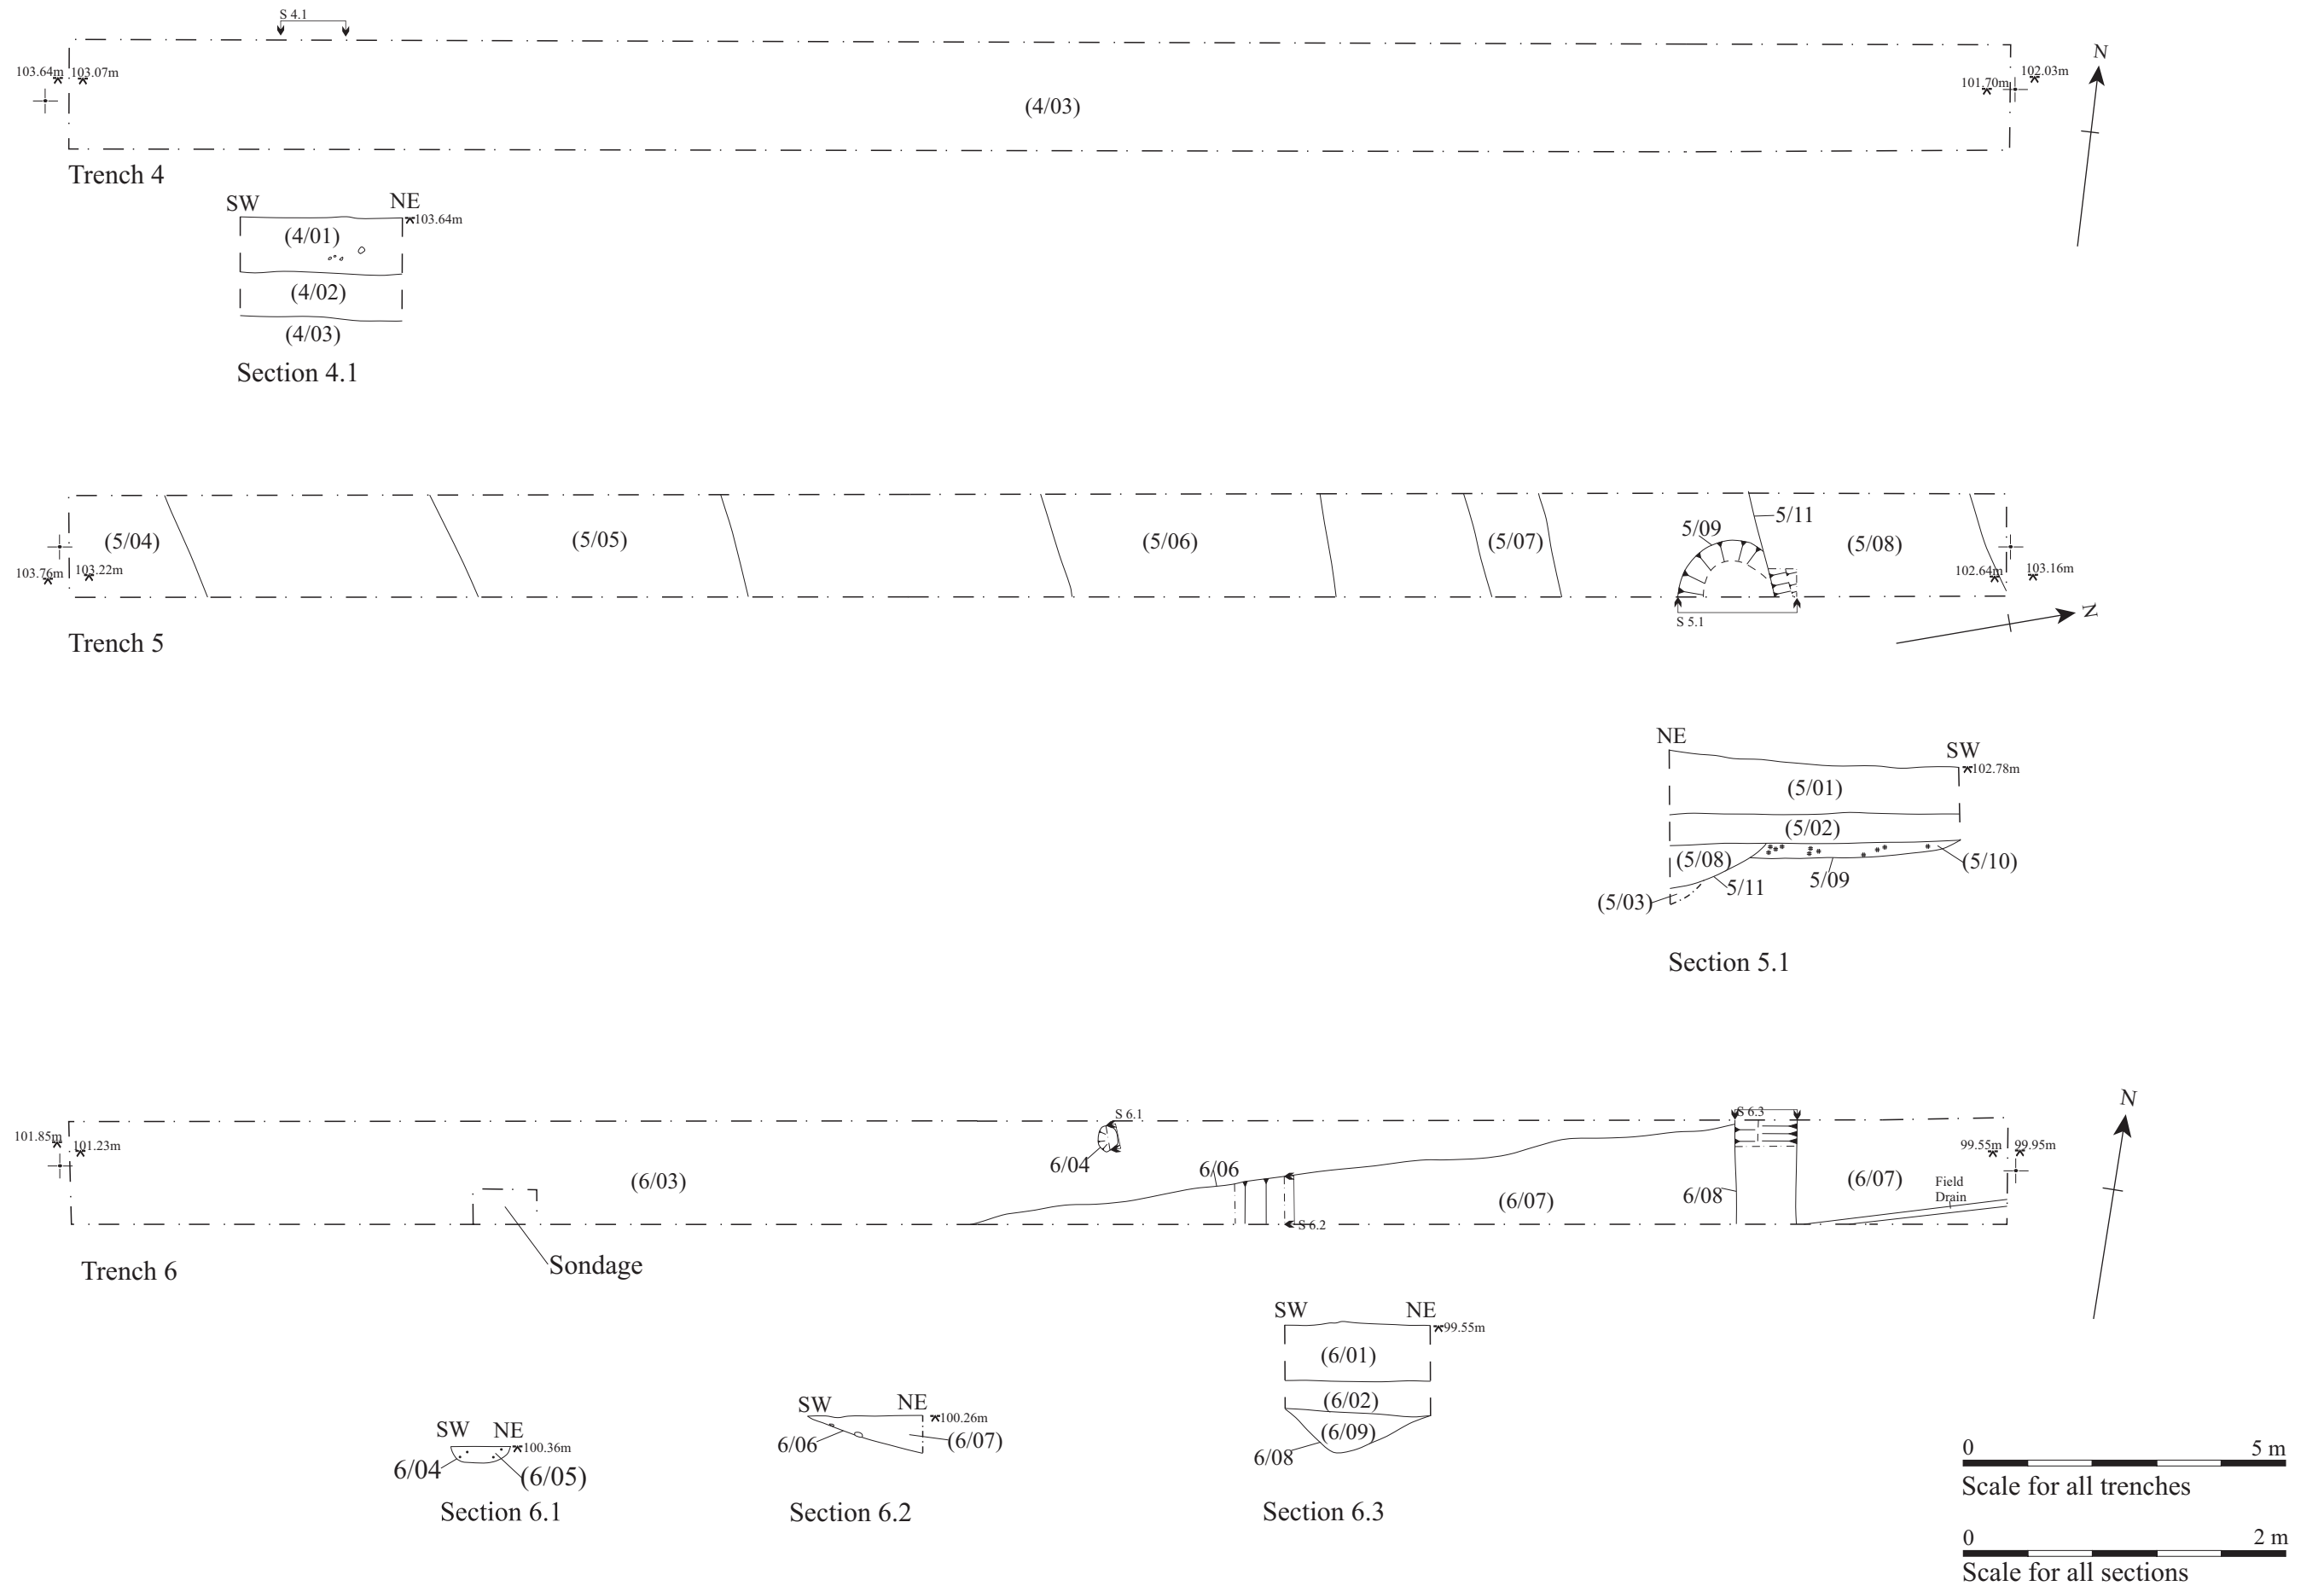 S 4.1
103.64m
103.07m
(4/03)
101.70m
102.03m
N
Trench 4
SW
NE
103.64m
(4/01)
(4/02)
(4/03)
Section 4.1
(5/04)
(5/05)
(5/06)
(5/07)
5/09
5/11
(5/08)
103.76m
103.22m
102.64m
103.16m
S 5.1
N
Trench 5
NE
SW
102.78m
(5/01)
(5/02)
(5/08)
(5/10)
5/09
5/11
(5/03)
Section 5.1
101.85m
101.23m
(6/03)
S 6.1
6/04
6/06
S 6.2
(6/07)
S 6.3
6/08
(6/07)
Field
Drain
99.55m
99.95m
N
Trench 6
Sondage
SW
NE
100.36m
6/04
(6/05)
Section 6.1
SW
NE
100.26m
6/06
(6/07)
Section 6.2
SW
NE
99.55m
(6/01)
(6/02)
(6/09)
6/08
Section 6.3
0
5 m
Scale for all trenches
0
2 m
Scale for all sections